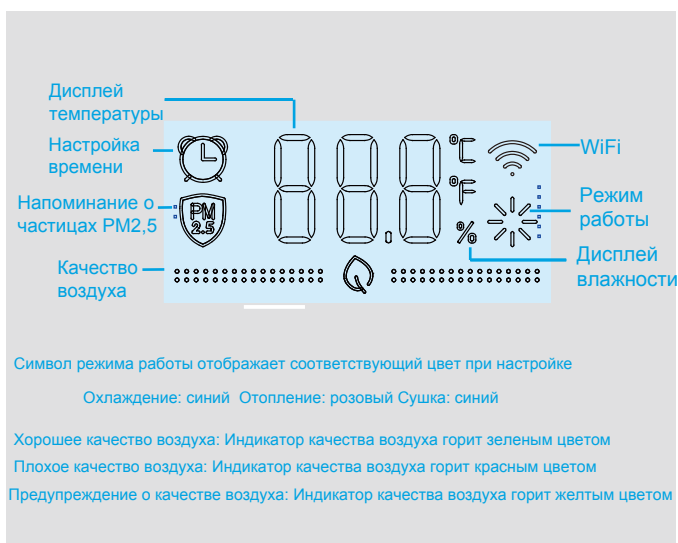 Дисплей
температуры
Настройка
времени
Напоминание о
частицах PM2,5
Качество
воздуха
PM
2.5
8 8.8
°C
°F
%
WiFi
Режим
работы
Дисплей
влажности
Символ режима работы отображает соответствующий цвет при настройке
Охлаждение: синий Отопление: розовый Сушка: синий
Хорошее качество воздуха: Индикатор качества воздуха горит зеленым цветом
Плохое качество воздуха: Индикатор качества воздуха горит красным цветом
Предупреждение о качестве воздуха: Индикатор качества воздуха горит желтым цветом